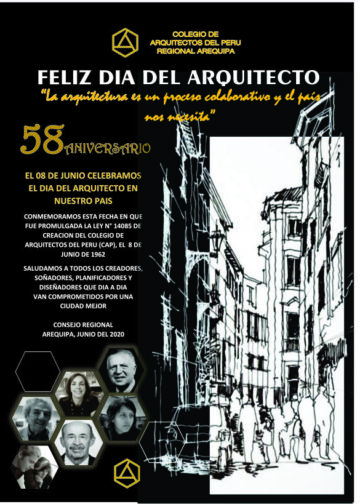 COLEGIO DE
ARQUITECTOS DEL PERU
REGIONAL AREQUIPA
FELIZ DIA DEL ARQUITECTO
"La arquitectura es un proceso colaborativo y el país
nos necesita"
58 ANIVERSARIO
EL 08 DE JUNIO CELEBRAMOS
EL DIA DEL ARQUITECTO EN
NUESTRO PAIS
CONMEMORAMOS ESTA FECHA EN QUE
FUE PROMULGADA LA LEY N° 14085 DE
CREACION DEL COLEGIO DE
ARQUITECTOS DEL PERU (CAP), EL 8 DE
JUNIO DE 1962
SALUDAMOS A TODOS LOS CREADORES,
SOÑADORES, PLANIFICADORES Y
DISEÑADORES QUE DIA A DIA
VAN COMPROMETIDOS POR UNA
CIUDAD MEJOR
CONSEJO REGIONAL
AREQUIPA, JUNIO DEL 2020